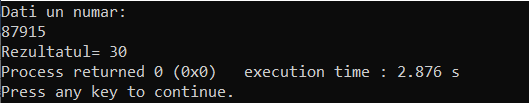 Dati un numar:
87915
Rezultatul= 30
Process returned 0 (0x0)   execution time : 2.876 s
Press any key to continue.